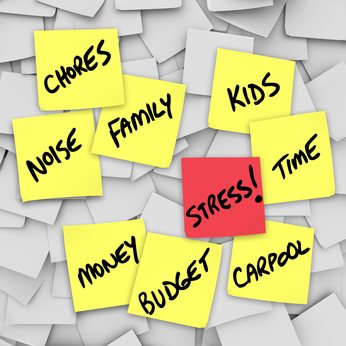 CHORES
FAMILY
KIDS
NOISE
TIME
STRESS!
MONEY
BUDGET
CARPOOL